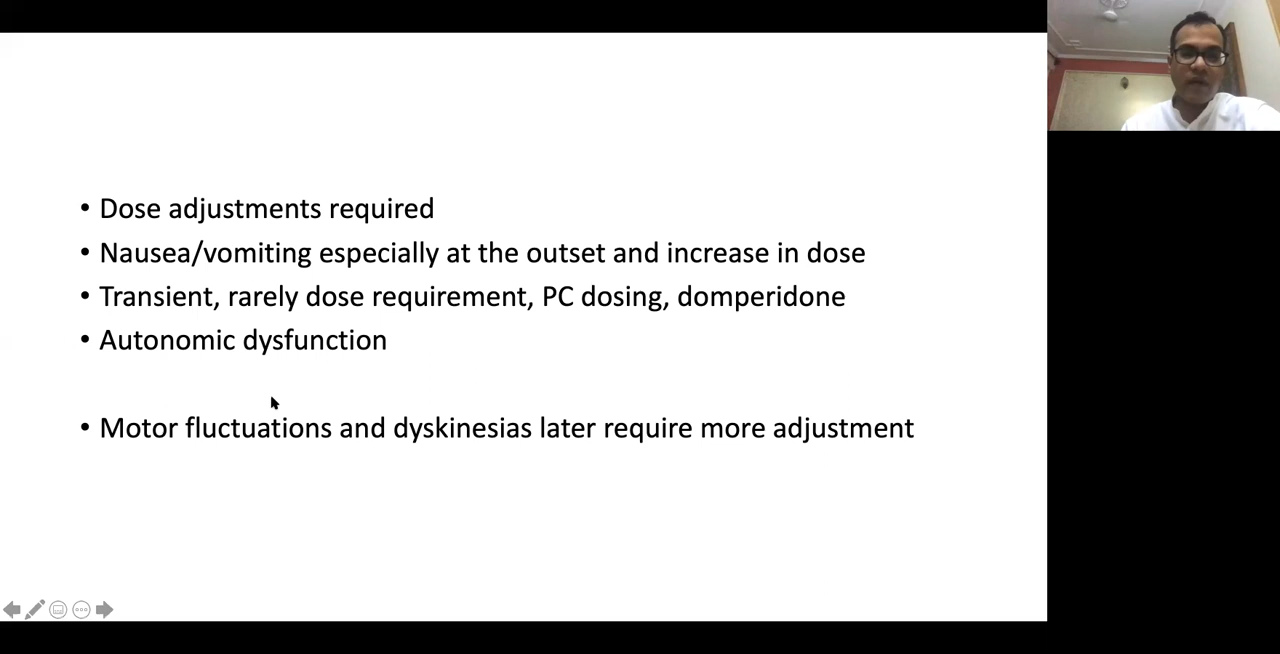 • Dose adjustments required
• Nausea/vomiting especially at the outset and increase in dose
• Transient, rarely dose requirement, PC dosing, domperidone
• Autonomic dysfunction
• Motor fluctuations and dyskinesias later require more adjustment